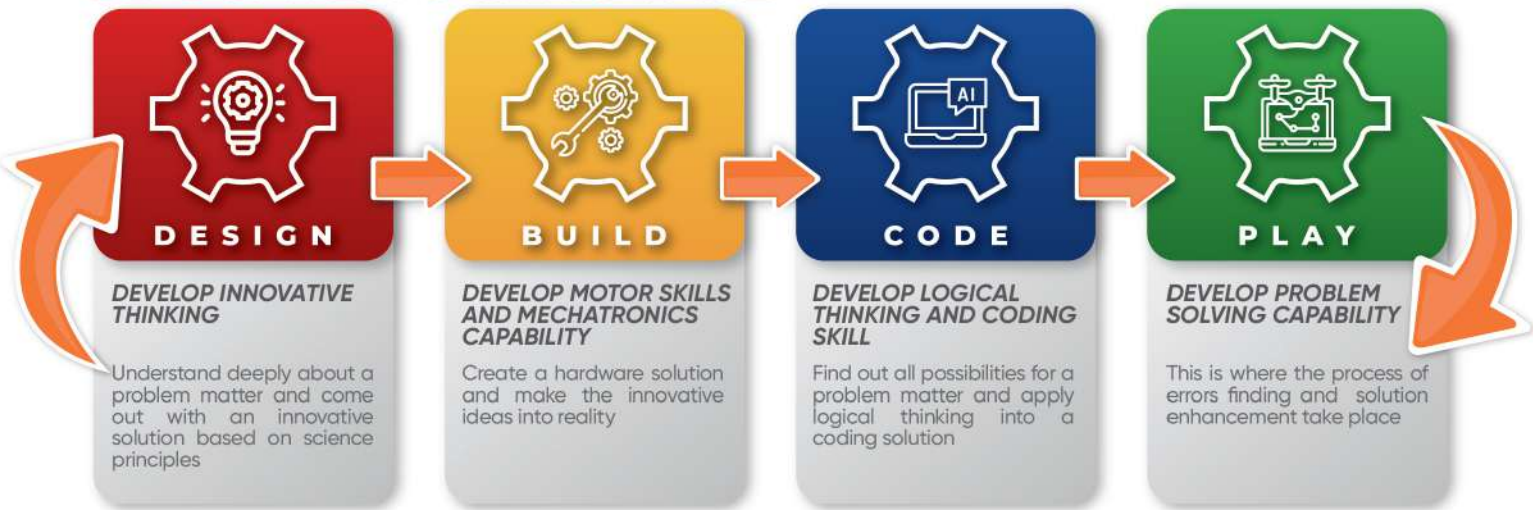 AI
DESIGN
DEVELOP INNOVATIVE
THINKING
Understand deeply about a
problem matter and come
out with an innovative
solution based on science
principles
BUILD
DEVELOP MOTOR SKILLS
AND MECHATRONICS
CAPABILITY
Create a hardware solution
and make the innovative
ideas into reality
CODE
DEVELOP LOGICAL
THINKING AND CODING
SKILL
Find out all possibilities for a
problem matter and apply
logical thinking into a
coding solution
PLAY
DEVELOP PROBLEM
SOLVING CAPABILITY
This is where the process of
errors finding and solution
enhancement take place